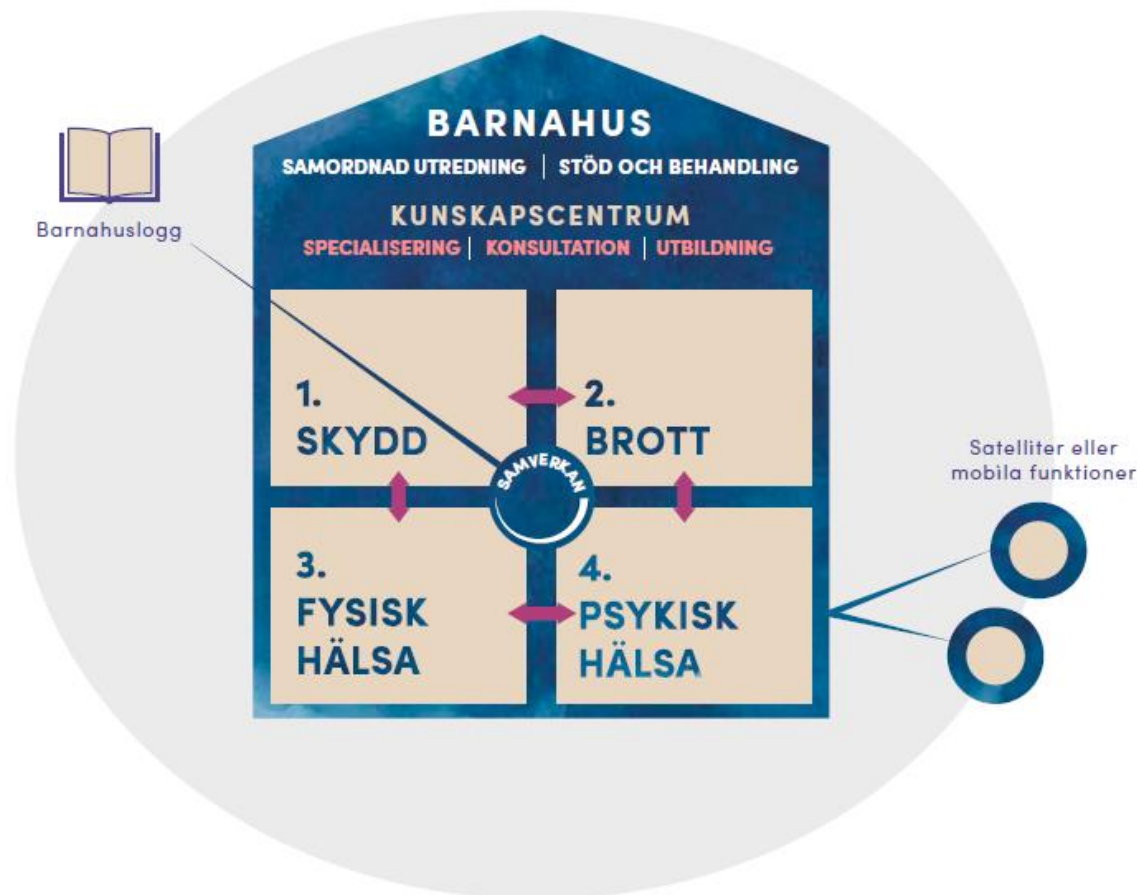 BARNAHUS
SAMORDNAD UTREDNING | STÖD OCH BEHANDLING
KUNSKAPSCENTRUM
SPECIALISERING | KONSULTATION | UTBILDNING
Barnahuslogg
1.
SKYDD
2.
BROTT
SAMVERKAN
3.
FYSISK
HÄLSA
4.
PSYKISK
HÄLSA
Satelliter eller
mobila funktioner